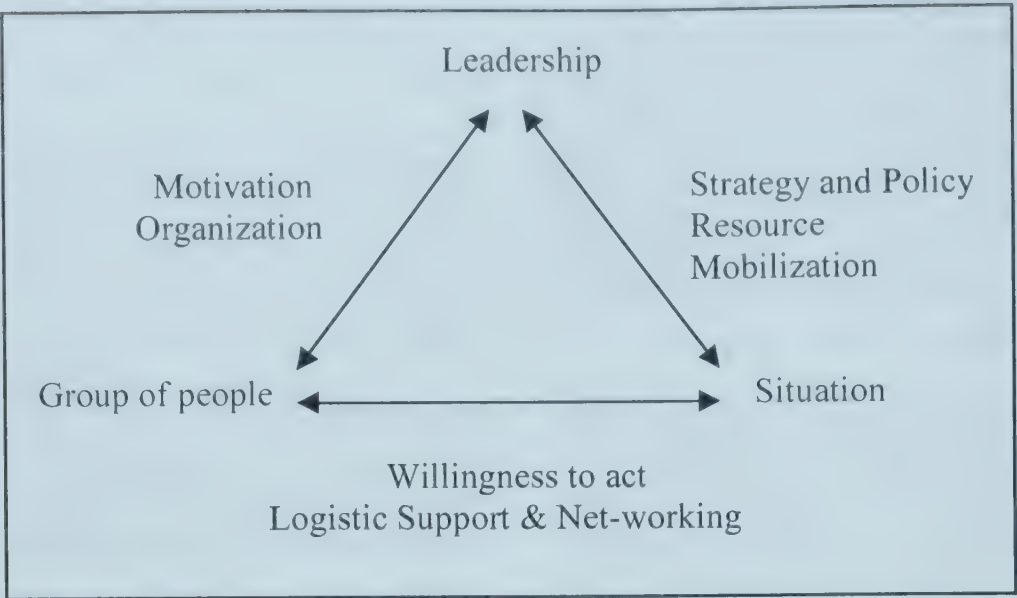 Leadership
Motivation
Organization
Strategy and Policy
Resource
Mobilization
Group of people
Situation
Willingness to act
Logistic Support & Net-working